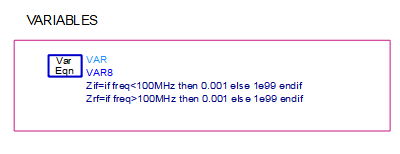 VARIABLES
Var
Eqn
VAR
VAR8
Zif=if freq<100MHz then 0.001 else 1e99 endif
Zrf=if freq>100MHz then 0.001 else 1e99 endif